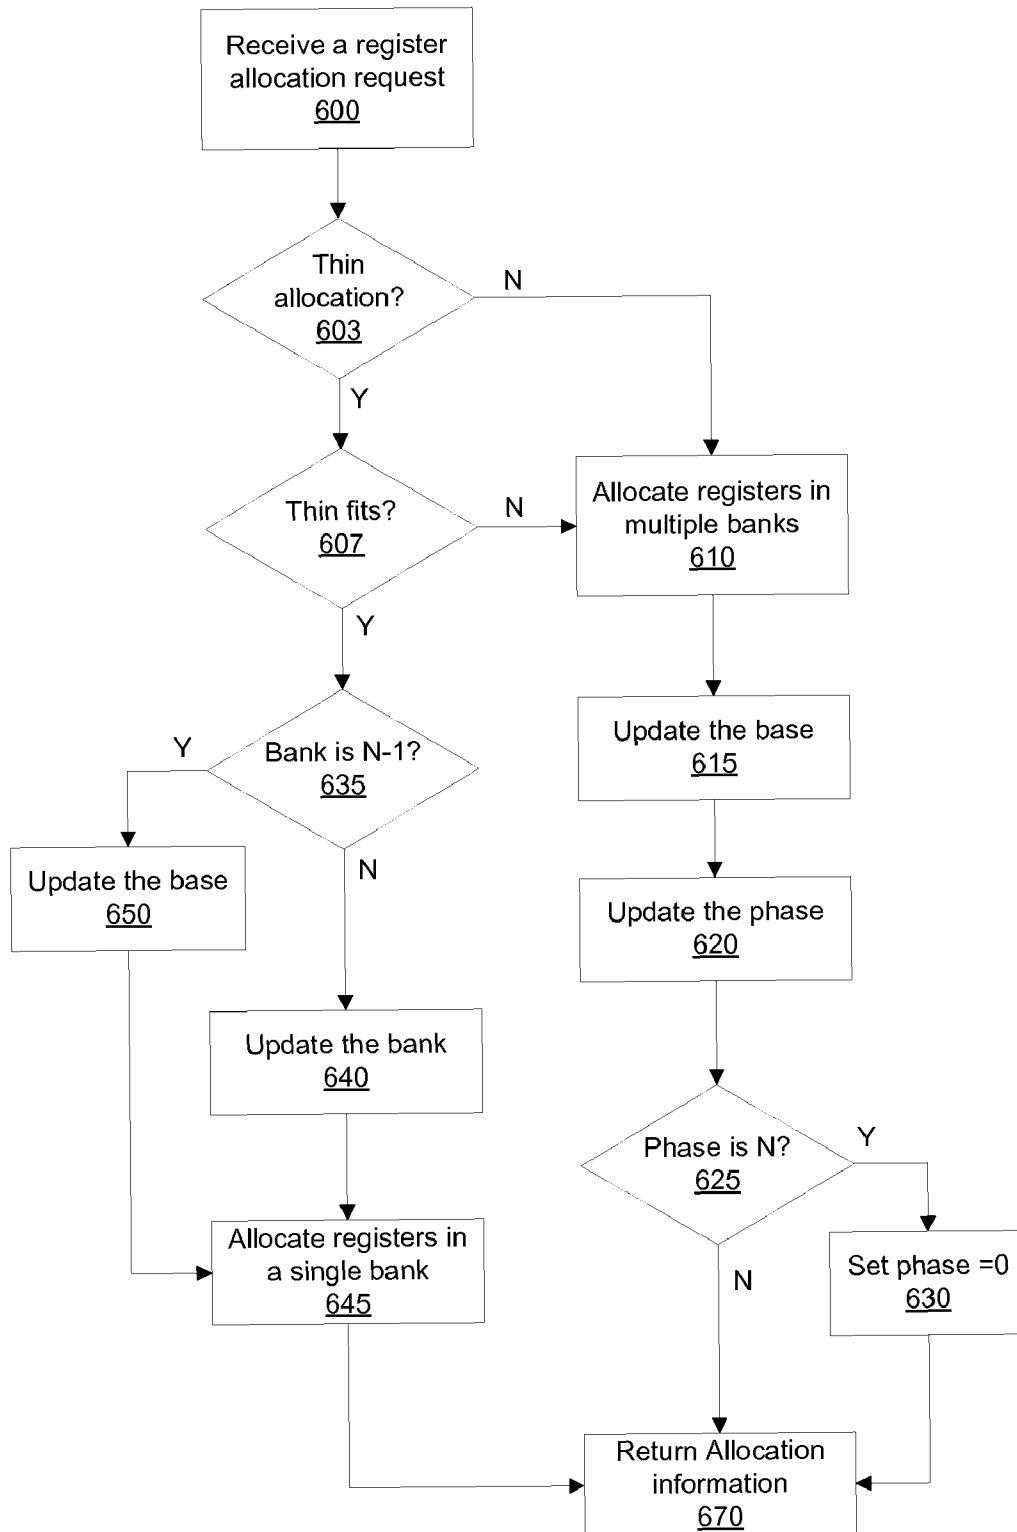 Receive a register
allocation request
600
Thin
allocation?
603
N
Y
Thin fits?
607
N
Allocate registers in
multiple banks
610
Y
Bank is N-1?
635
Y
N
Update the base
615
Update the base
650
Update the phase
620
Update the bank
640
Phase is N?
625
Y
N
Allocate registers in
a single bank
645
Set phase =0
630
Return Allocation
information
670